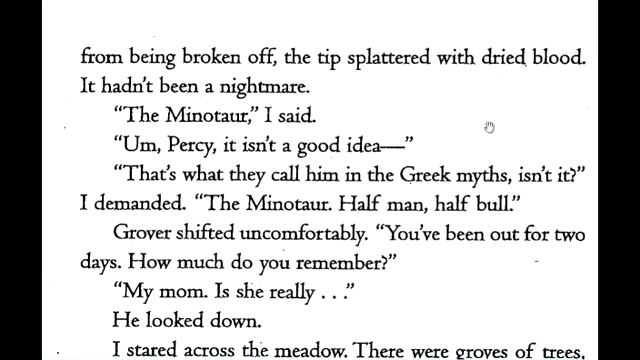 from being broken off, the tip splattered with dried blood.
It hadn't been a nightmare.
"The Minotaur," I said.
"Um, Percy, it isn't a good idea—"
"That's what they call him in the Greek myths, isn't it?"
I demanded. "The Minotaur. Half man, half bull."
Grover shifted uncomfortably. "You've been out for two
days. How much do you remember?"
"My mom. Is she really . . ."
He looked down.
I stared across the meadow. There were groves of trees,